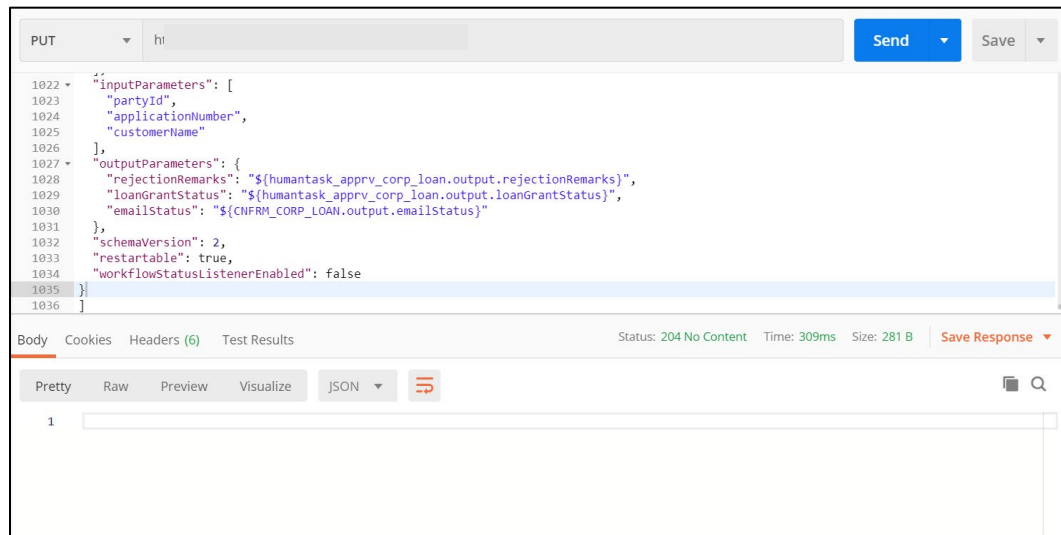 PUT ht Send Save
1022 "inputParameters": [
1023 "partyId",
1024 "applicationNumber",
1025 "customerName"
1026 ],
1027 "outputParameters": {
1028 "rejectionRemarks": "${humantask_apprv_corp_loan.output.rejectionRemarks}",
1029 "loanGrantStatus": "${humantask_apprv_corp_loan.output.loanGrantStatus}",
1030 "emailStatus": "${CNFRM_CORP_LOAN.output.emailStatus}"
1031 },
1032 "schemaVersion": 2,
1033 "restartable": true,
1034 "workflowStatusListenerEnabled": false
1035 }
1036 ]
Body Cookies Headers (6) Test Results Status: 204 No Content Time: 309ms Size: 281 B Save Response
Pretty Raw Preview Visualize JSON
1